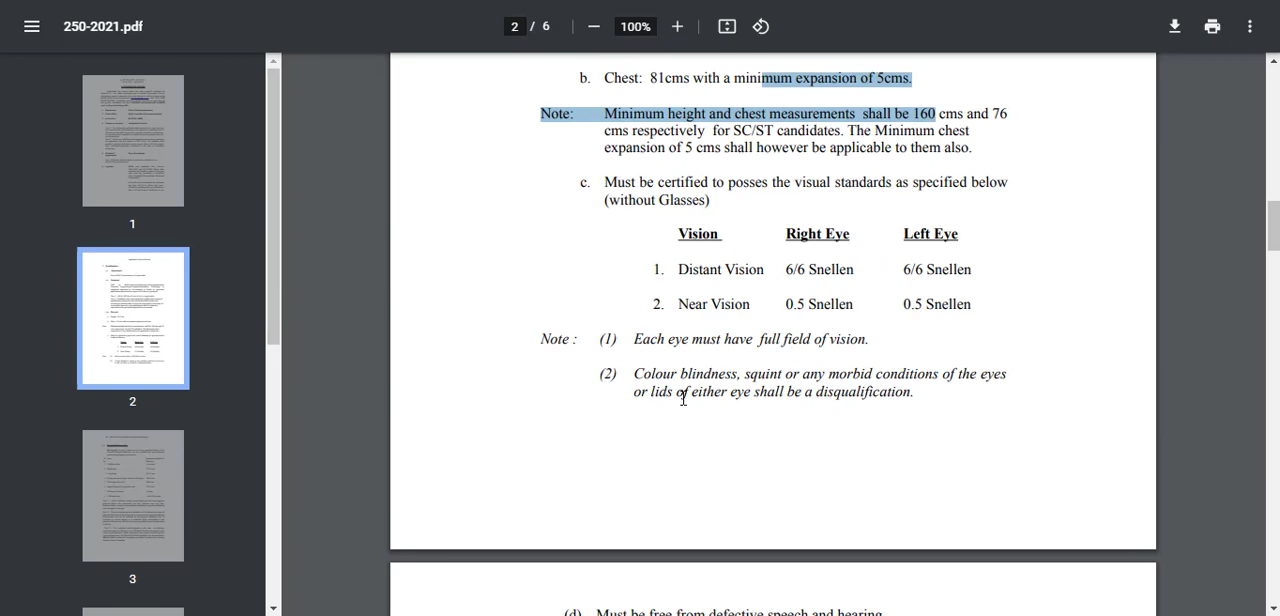 250-2021.pdf
2 / 6
100%
1
2
3
b. Chest: 81cms with a minimum expansion of 5cms.
Note: Minimum height and chest measurements shall be 160 cms and 76
cms respectively for SC/ST candidates. The Minimum chest
expansion of 5 cms shall however be applicable to them also.
c. Must be certified to posses the visual standards as specified below
(without Glasses)
Vision Right Eye Left Eye
1. Distant Vision 6/6 Snellen 6/6 Snellen
2. Near Vision 0.5 Snellen 0.5 Snellen
Note : (1) Each eye must have full field of vision.
(2) Colour blindness, squint or any morbid conditions of the eyes
or lids of either eye shall be a disqualification.
(d) Must be free from defective speech and hearing